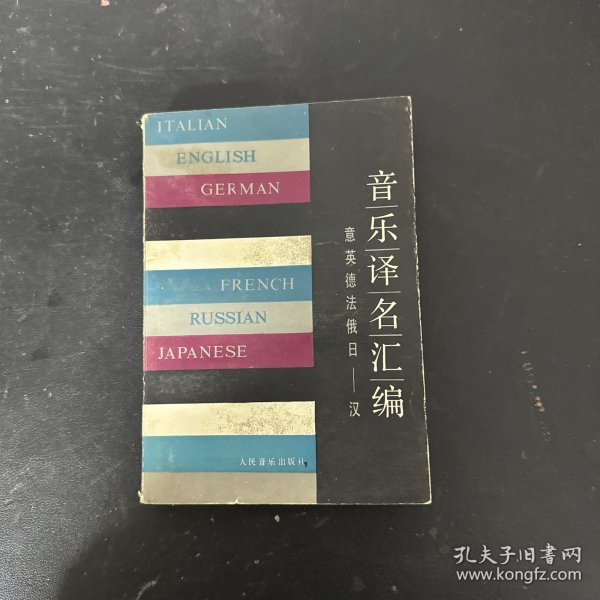 ITALIAN
ENGLISH
GERMAN
FRENCH
RUSSIAN
JAPANESE
音乐译名汇编
意英德法俄日——汉
人民音乐出版社
孔夫子旧书网
www.kongfz.com